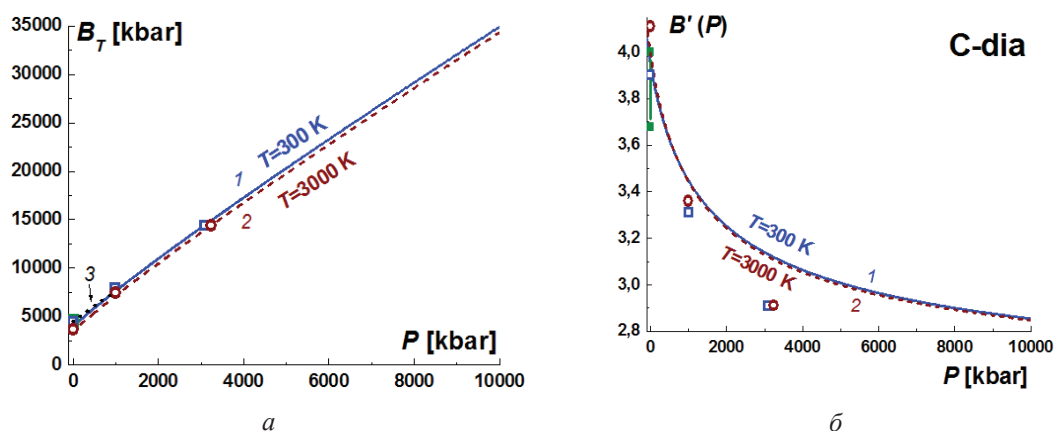 B_T [kbar]
35000
30000
25000
20000
15000
10000
5000
0
T=300 K
1
T=3000 K
2
3
P [kbar]
0 2000 4000 6000 8000 10000
а
B' (P)
C-dia
4,0
3,8
3,6
3,4
3,2
3,0
2,8
T=300 K
1
T=3000 K
2
0 2000 4000 6000 8000 10000
P [kbar]
б